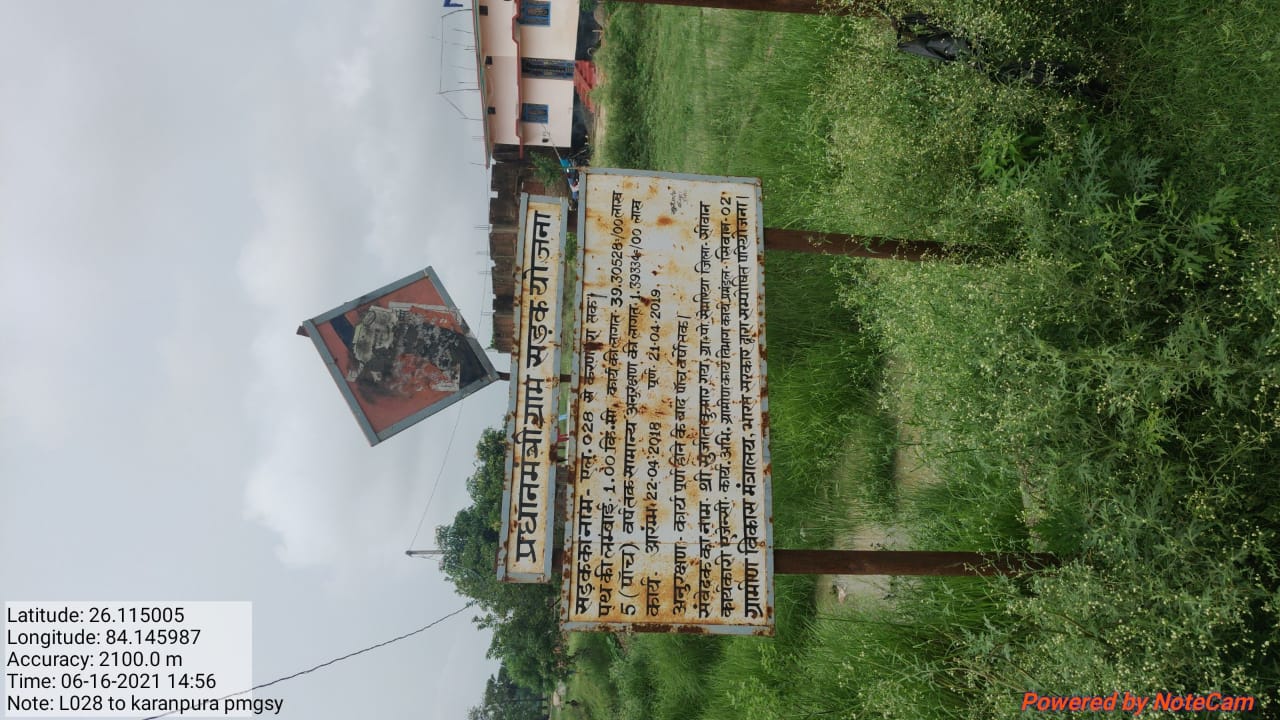 प्रधानमंत्री ग्राम सड़क योजना
सड़क का नाम- एल. 028 से करणपुरा तक।
पथ की लम्बाई 1.00 कि.मी. कार्य की लागत 39.30528/00 लाख
5 (पाँच) वर्ष तक सामान्य अनुरक्षण की लागत 1.39334/00 लाख
कार्य. आरंभ 22-04-2018 पूर्ण. 21-04-2019.
अनुरक्षण- कार्य पूर्ण होने के बाद पांच वर्षो तक।
संवेदक का नाम श्री सुजीत कुमार राय, ग्रा. पो. जिला- सीवान
कार्यकारी एजेन्सी- कार्य. अभि. ग्रामीण कार्य विभाग कार्य प्रमंडल- सिवान- 02
ग्रामीण विकास मंत्रालय, भारत सरकार द्वारा सम्पोषित परियोजना।
Latitude: 26.115005
Longitude: 84.145987
Accuracy: 2100.0 m
Time: 06-16-2021 14:56
Note: L028 to karanpura pmgsy
Powered by NoteCam